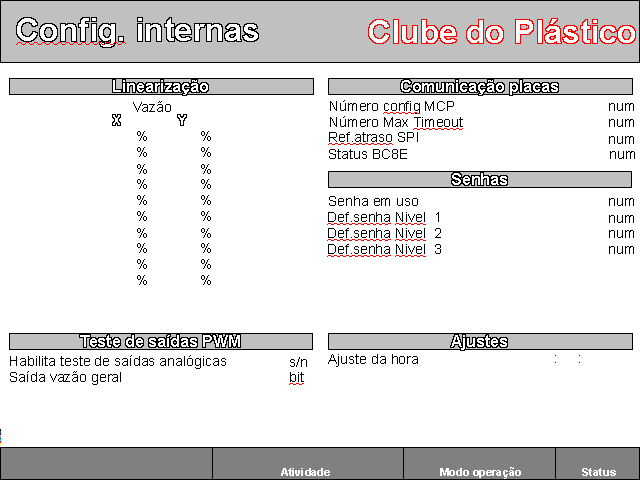 Config. internas
Clube do Plástico
Linearização
Vazão
X Y
% %
% %
% %
% %
% %
% %
% %
% %
% %
% %
Teste de saídas PWM
Habilita teste de saídas analógicas s/n
Saída vazão geral bit
Comunicação placas
Número config MCP num
Número Max Timeout num
Ref.atraso SPI num
Status BC8E num
Senhas
Senha em uso num
Def.senha Nivel 1 num
Def.senha Nivel 2 num
Def.senha Nivel 3 num
Ajustes
Ajuste da hora : :
Atividade
Modo operação
Status